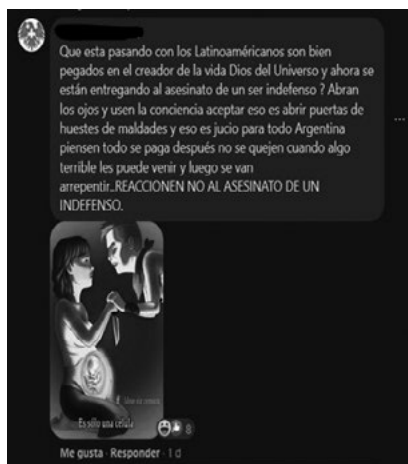 Que esta pasando con los Latinoaméricanos son bien
pegados en el creador de la vida Dios del Universo y ahora se
están entregando al asesinato de un ser indefenso ? Abran
los ojos y usen la conciencia aceptar eso es abrir puertas de
huestes de maldades y eso es jucio para todo Argentina
piensen todo se paga después no se quejen cuando algo
terrible les puede venir y luego se van
arrepentir..REACCIONEN NO AL ASESINATO DE UN
INDEFENSO.
Es sólo una célula
8
Me gusta · Responder · 1 d